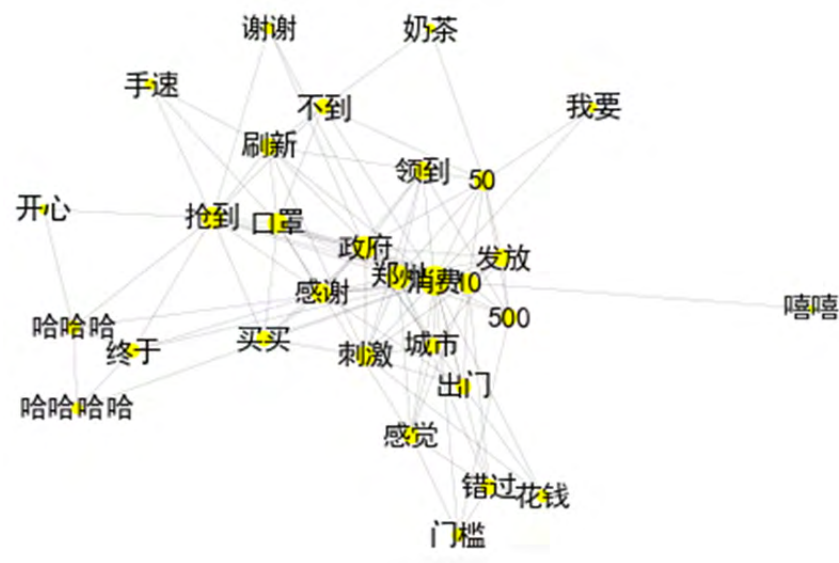 谢谢
奶茶
手速
不到
我要
刷新
领到
50
开心
抢到
口罩
政府
发放
郑州
消费
感谢
嘻嘻
500
哈哈哈
终于
买买
刺激
城市
出门
哈哈哈哈
感觉
错过
花钱
门槛